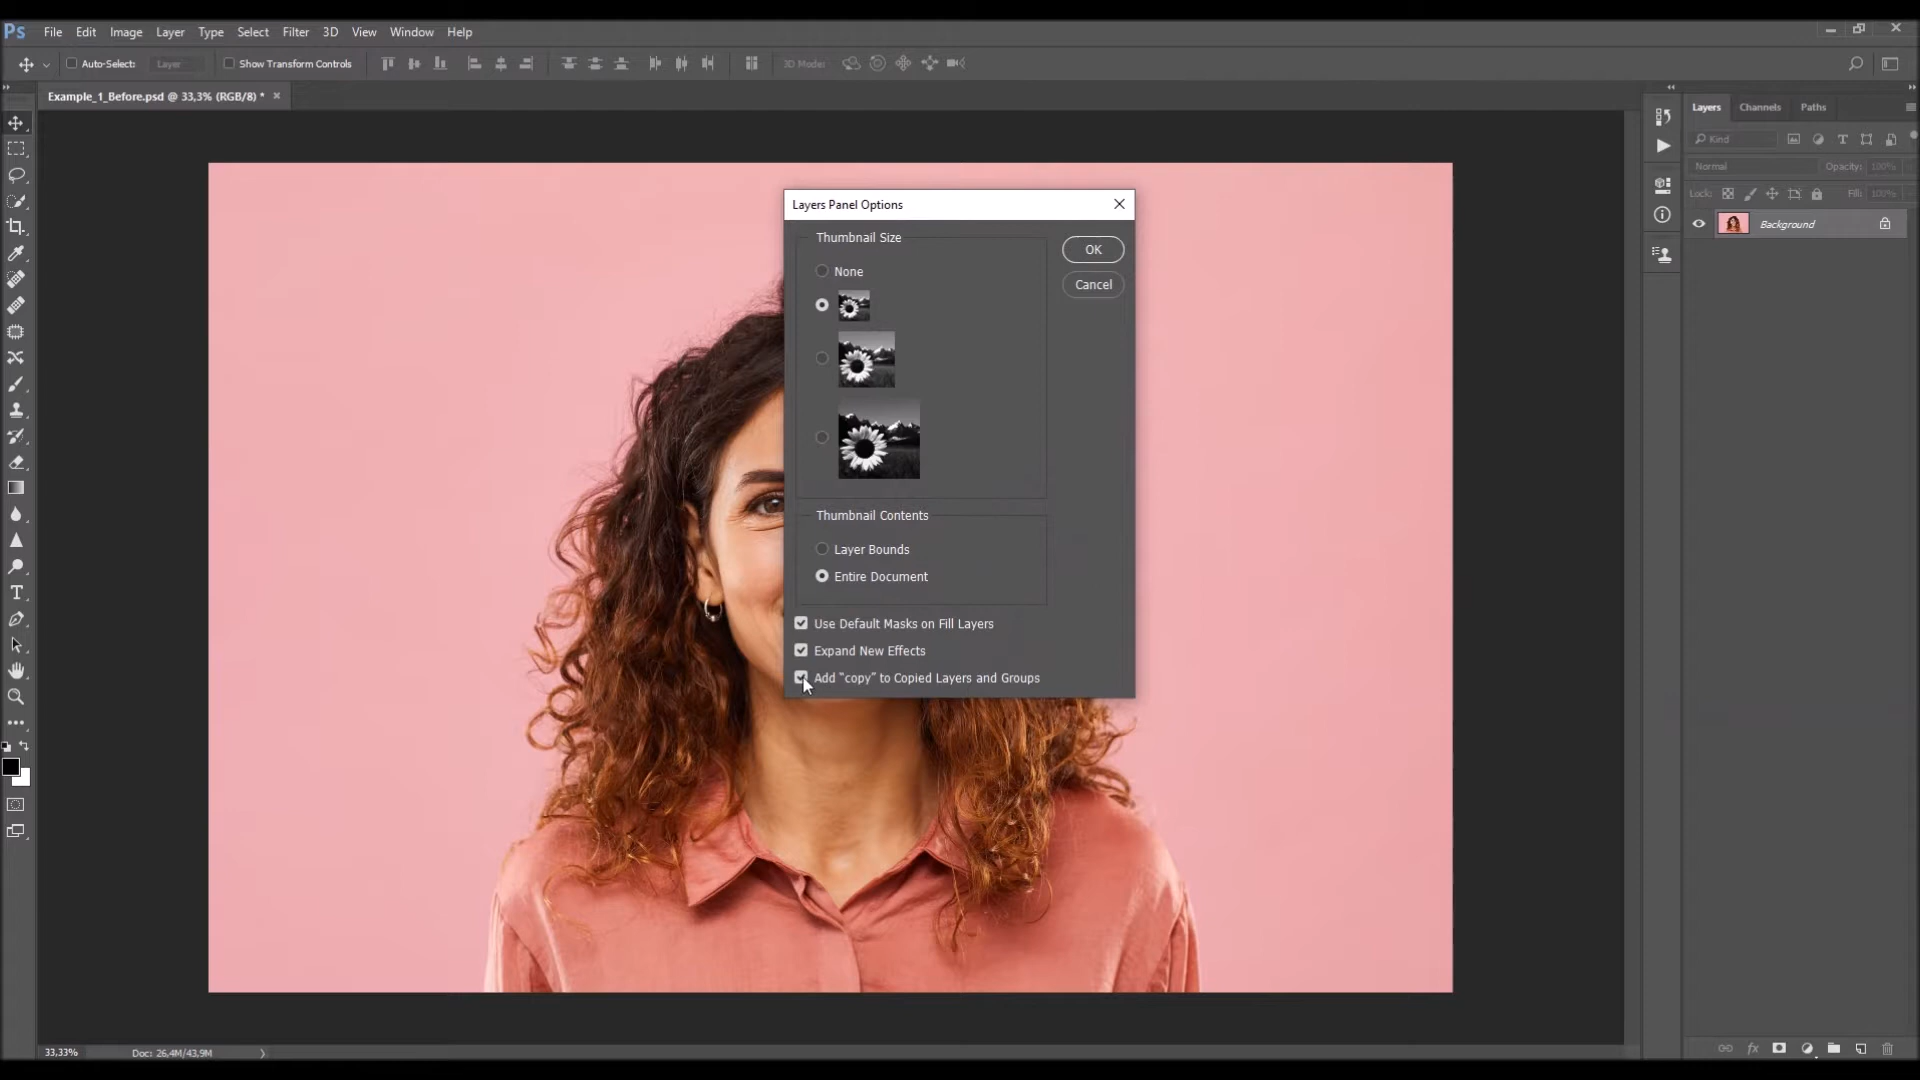 Ps File Edit Image Layer Type Select Filter 3D View Window Help
Auto-Select: Layer Show Transform Controls 3D Mode:
Example_1_Before.psd @ 33,3% (RGB/8) * ×
Layers Channels Paths
Kind
Normal Opacity: 100%
Lock: Fill: 100%
Background
Layers Panel Options
Thumbnail Size
OK
None
Cancel
Thumbnail Contents
Layer Bounds
Entire Document
Use Default Masks on Fill Layers
Expand New Effects
Add “copy” to Copied Layers and Groups
33,33% Doc: 26,4M/43,9M
fx